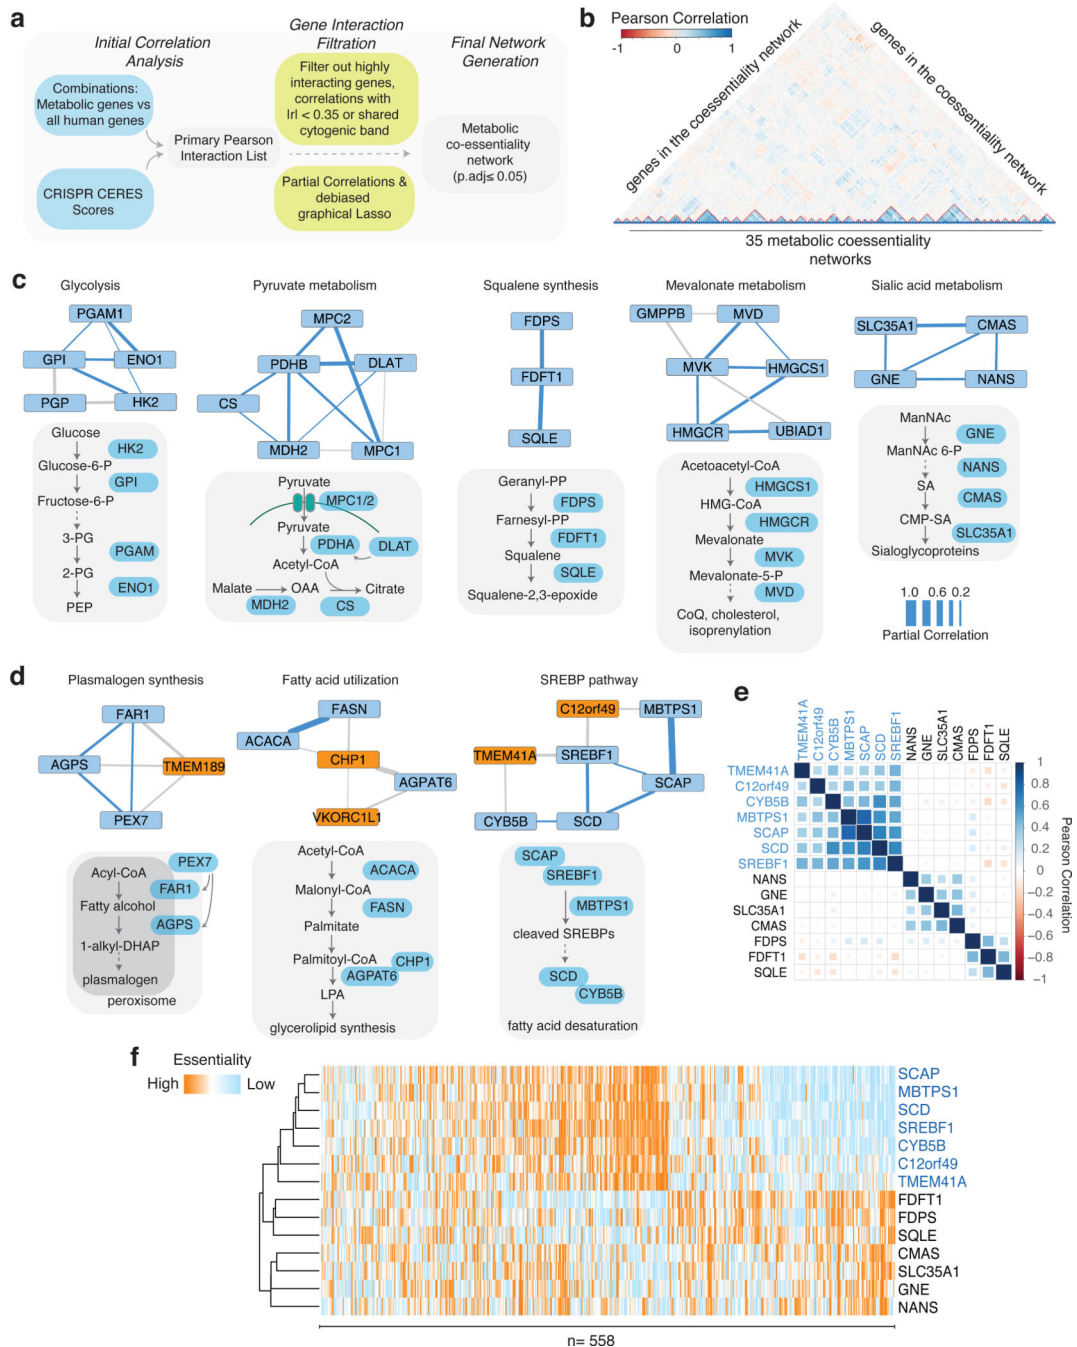 a
Initial Correlation
Analysis
Gene Interaction
Filtration
Final Network
Generation
Combinations:
Metabolic genes vs
all human genes
CRISPR CERES
Scores
Primary Pearson
Interaction List
Filter out highly
interacting genes,
correlations with
|r| < 0.35 or shared
cytogenic band
Partial Correlations &
debiased
graphical Lasso
Metabolic
co-essentiality
network
(p.adj≤ 0.05)
b
Pearson Correlation
-1 0 1
genes in the coessentiality network
genes in the coessentiality network
35 metabolic coessentiality
networks
c
Glycolysis
PGAM1
GPI
ENO1
PGP
HK2
Glucose
HK2
Glucose-6-P
GPI
Fructose-6-P
3-PG
PGAM
2-PG
ENO1
PEP
Pyruvate metabolism
MPC2
PDHB
DLAT
CS
MDH2
MPC1
Pyruvate
MPC1/2
Pyruvate
PDHA
DLAT
Acetyl-CoA
Malate
OAA
Citrate
MDH2
CS
Squalene synthesis
FDPS
FDFT1
SQLE
Geranyl-PP
FDPS
Farnesyl-PP
FDFT1
Squalene
SQLE
Squalene-2,3-epoxide
Mevalonate metabolism
GMPPB
MVD
MVK
HMGCS1
HMGCR
UBIAD1
Acetoacetyl-CoA
HMGCS1
HMG-CoA
HMGCR
Mevalonate
MVK
Mevalonate-5-P
MVD
CoQ, cholesterol,
isoprenylation
Sialic acid metabolism
SLC35A1
CMAS
GNE
NANS
ManNAc
GNE
ManNAc 6-P
NANS
SA
CMAS
CMP-SA
SLC35A1
Sialoglycoproteins
1.0 0.6 0.2
Partial Correlation
d
Plasmalogen synthesis
FAR1
AGPS
TMEM189
PEX7
PEX7
Acyl-CoA
FAR1
Fatty alcohol
AGPS
1-alkyl-DHAP
plasmalogen
peroxisome
Fatty acid utilization
FASN
ACACA
CHP1
AGPAT6
VKORC1L1
Acetyl-CoA
ACACA
Malonyl-CoA
FASN
Palmitate
Palmitoyl-CoA
CHP1
AGPAT6
LPA
glycerolipid synthesis
SREBP pathway
C12orf49
MBTPS1
TMEM41A
SREBF1
SCAP
CYB5B
SCD
SCAP
SREBF1
MBTPS1
cleaved SREBPs
SCD
CYB5B
fatty acid desaturation
e
TMEM41A
C12orf49
CYB5B
MBTPS1
SCAP
SCD
SREBF1
NANS
GNE
SLC35A1
CMAS
FDPS
FDFT1
SQLE
TMEM41A
C12orf49
CYB5B
MBTPS1
SCAP
SCD
SREBF1
NANS
GNE
SLC35A1
CMAS
FDPS
FDFT1
SQLE
1
0.8
0.6
0.4
0.2
0
−0.2
−0.4
−0.6
−0.8
−1
Pearson Correlation
f
Essentiality
High Low
SCAP
MBTPS1
SCD
SREBF1
CYB5B
C12orf49
TMEM41A
FDFT1
FDPS
SQLE
CMAS
SLC35A1
GNE
NANS
n= 558